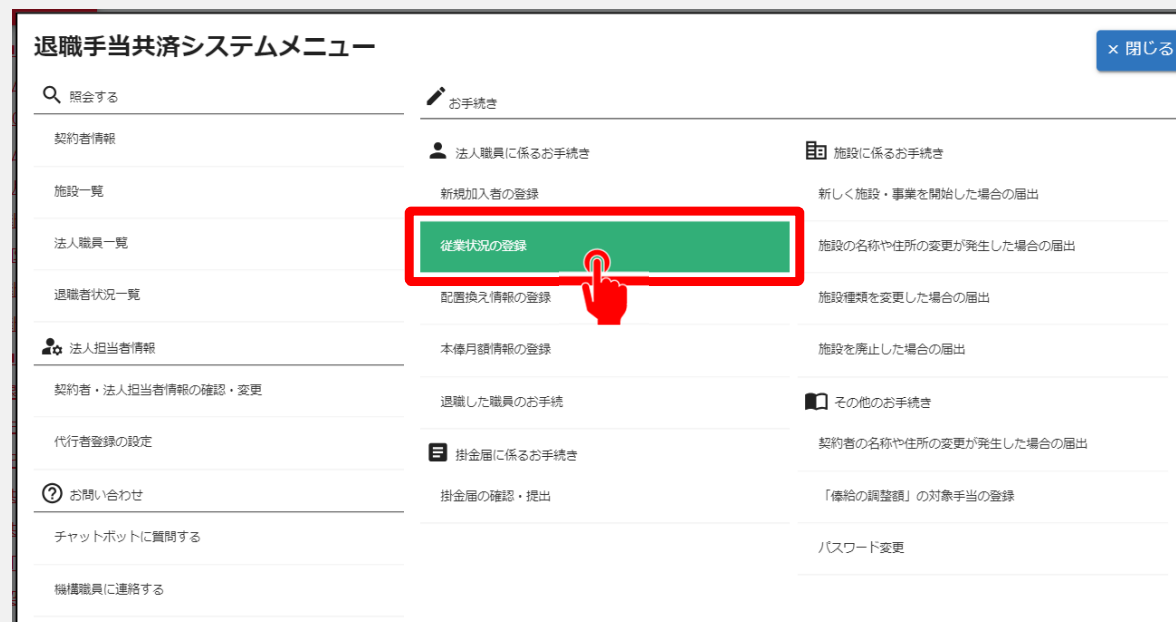 退職手当共済システムメニュー
× 閉じる
照会する
契約者情報
施設一覧
法人職員一覧
退職者状況一覧
法人担当者情報
契約者・法人担当者情報の確認・変更
代行者登録の設定
お問い合わせ
チャットボットに質問する
機構職員に連絡する
お手続き
法人職員に係るお手続き
新規加入者の登録
従業状況の登録
配置換え情報の登録
本俸月額情報の登録
退職した職員のお手続
掛金届に係るお手続き
掛金届の確認・提出
施設に係るお手続き
新しく施設・事業を開始した場合の届出
施設の名称や住所の変更が発生した場合の届出
施設種類を変更した場合の届出
施設を廃止した場合の届出
その他のお手続き
契約者の名称や住所の変更が発生した場合の届出
「俸給の調整額」の対象手当の登録
パスワード変更